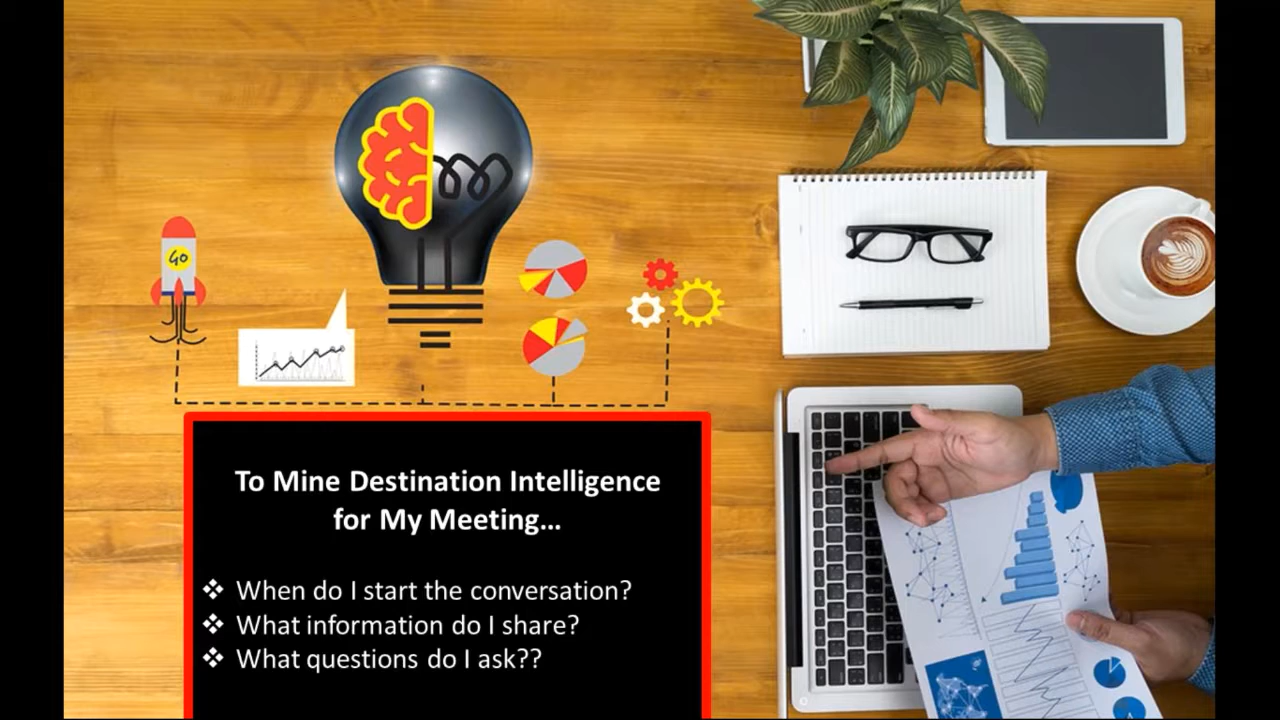 GO
To Mine Destination Intelligence
for My Meeting...
❖ When do I start the conversation?
❖ What information do I share?
❖ What questions do I ask??